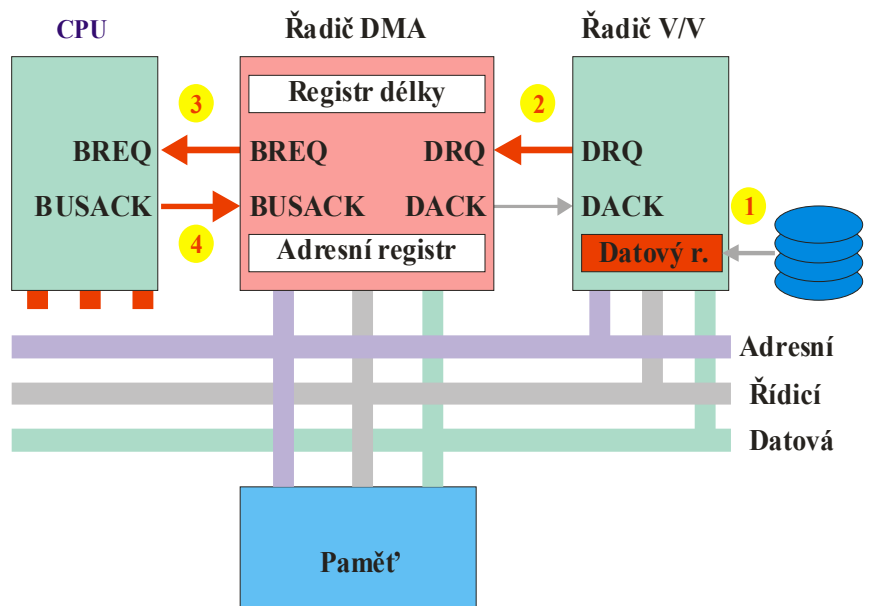 CPU
Řadič DMA
Řadič V/V
Registr délky
3
2
BREQ
BREQ
DRQ
DRQ
BUSACK
BUSACK
DACK
DACK
1
4
Adresní registr
Datový r.
Adresní
Řídicí
Datová
Paměť